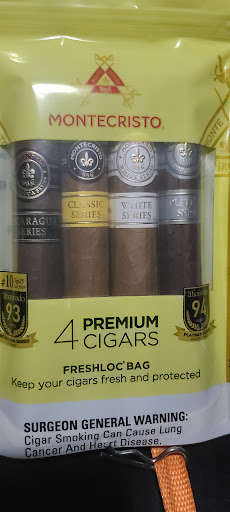 MONTECRISTO
MONTECRISTO
CLASSIC
SERIES
WHITE
SERIES
SERIES
93
94
4 PREMIUM
CIGARS
FRESHLOC BAG
Keep your cigars fresh and protected
SURGEON GENERAL WARNING:
Cigar Smoking Can Cause Lung
Cancer And Heart Disease.